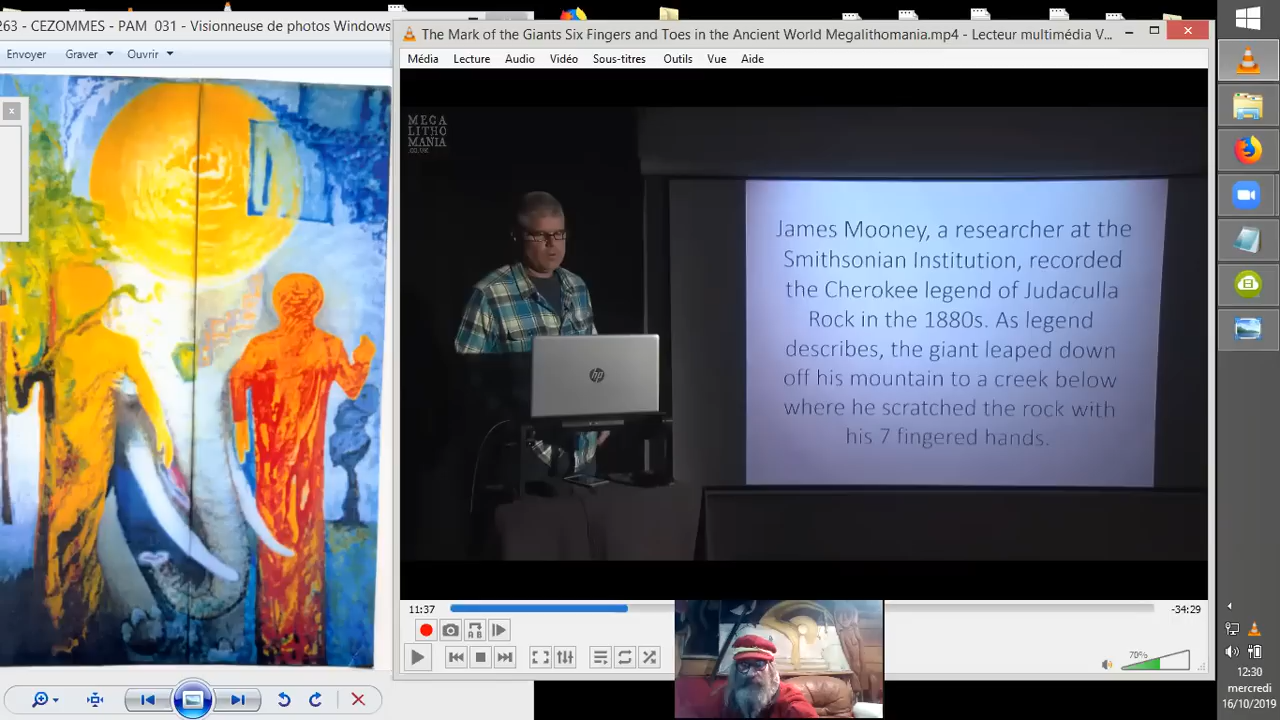 263 - CEZOMMES - PAM 031 - Visionneuse de photos Windows
Envoyer Graver Ouvrir
The Mark of the Giants Six Fingers and Toes in the Ancient World Megalithomania.mp4 - Lecteur multimédia V...
Média Lecture Audio Vidéo Sous-titres Outils Vue Aide
MEGA
LITHO
MANIA
.CO.UK
James Mooney, a researcher at the
Smithsonian Institution, recorded
the Cherokee legend of Judaculla
Rock in the 1880s. As legend
describes, the giant leaped down
off his mountain to a creek below
where he scratched the rock with
his 7 fingered hands.
hp
11:37
-34:29
A B
70%
12:30
mercredi
16/10/2019